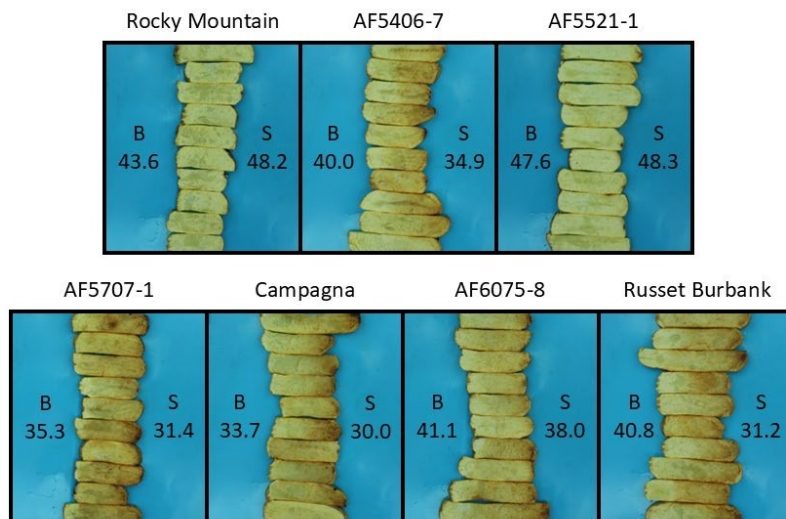 Rocky Mountain AF5406-7 AF5521-1
B S B S B S
43.6 48.2 40.0 34.9 47.6 48.3
AF5707-1 Campagna AF6075-8 Russet Burbank
B S B S B S B S
35.3 31.4 33.7 30.0 41.1 38.0 40.8 31.2